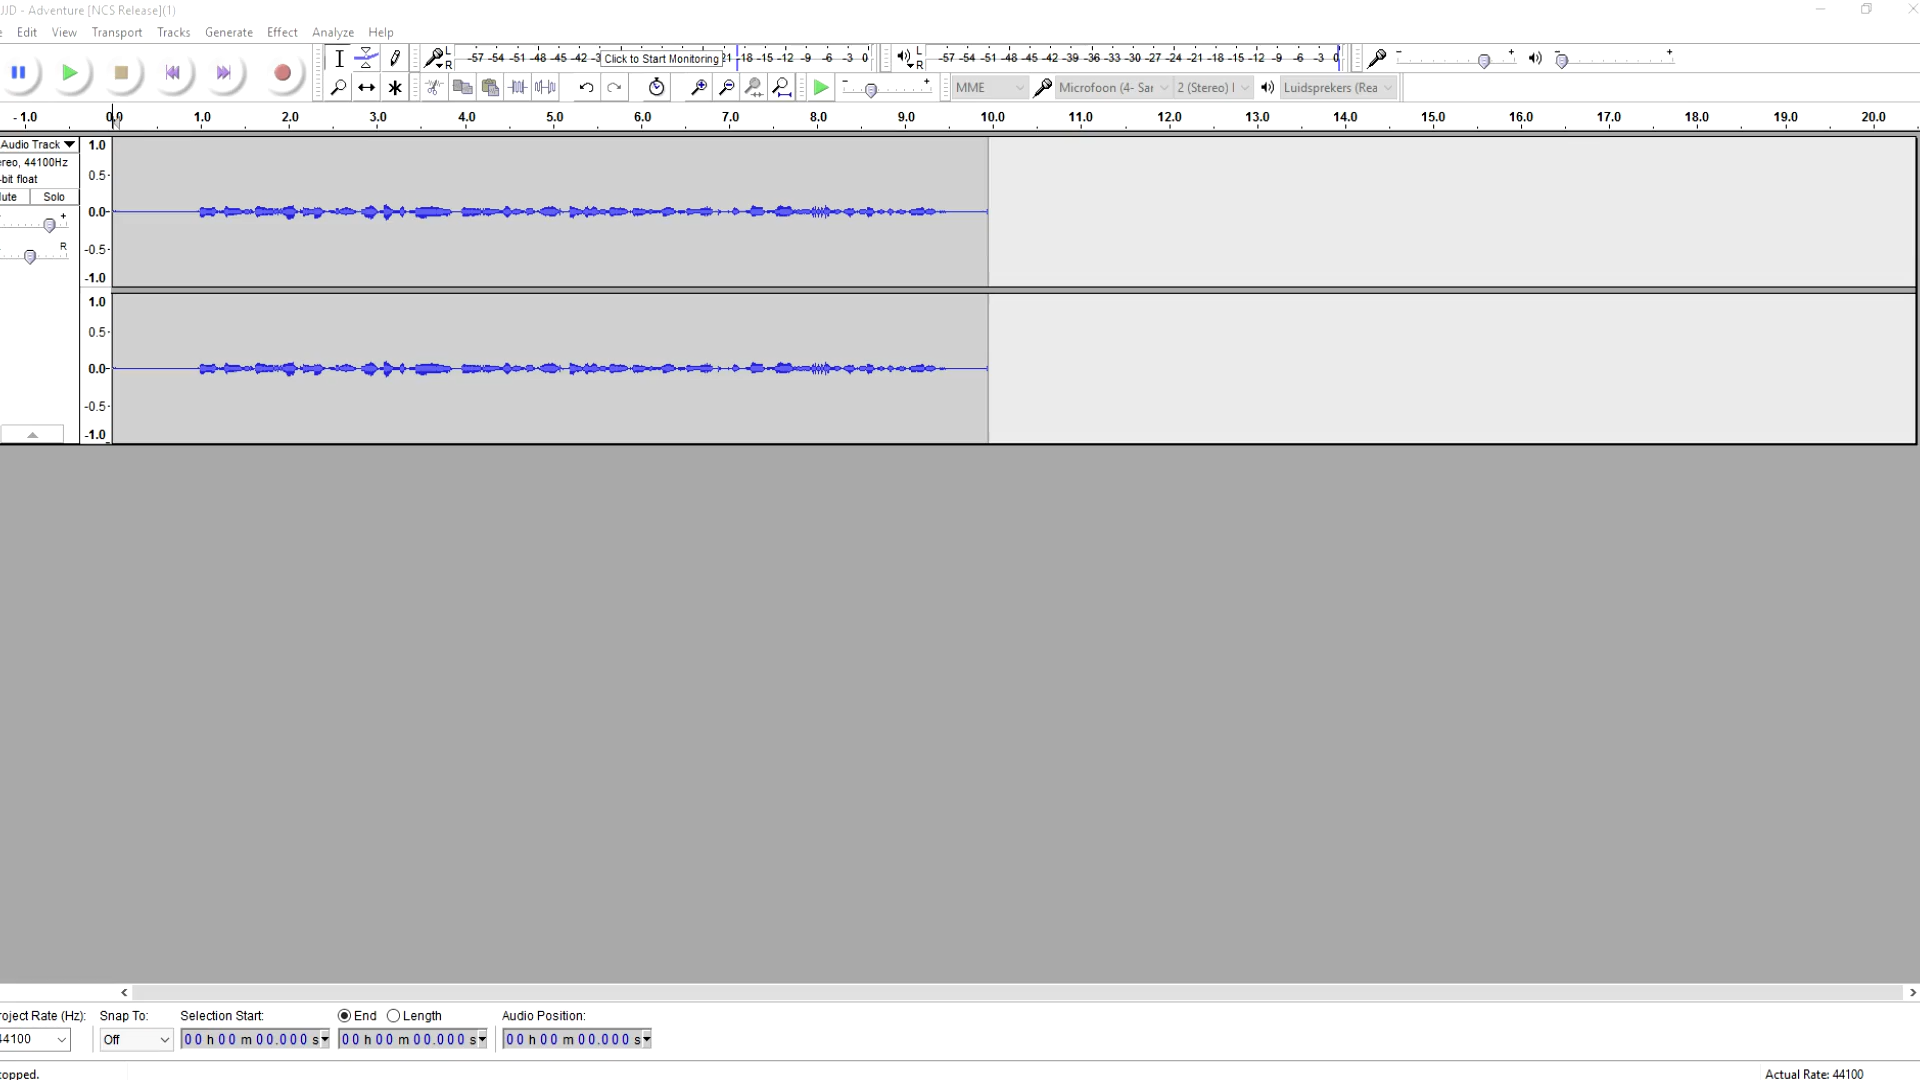 JJD - Adventure [NCS Release](1)
Edit View Transport Tracks Generate Effect Analyze Help
L R -57 -54 -51 -48 -45 -42 -3 Click to Start Monitoring 21 -18 -15 -12 -9 -6 -3 0 L R -57 -54 -51 -48 -45 -42 -39 -36 -33 -30 -27 -24 -21 -18 -15 -12 -9 -6 -3 0 - + - +
- + MME Microfoon (4- Sar 2 (Stereo) I Luidsprekers (Rea
-1.0 0.0 1.0 2.0 3.0 4.0 5.0 6.0 7.0 8.0 9.0 10.0 11.0 12.0 13.0 14.0 15.0 16.0 17.0 18.0 19.0 20.0
Audio Track 1.0
ereo, 44100Hz
0.5
-bit float
lute Solo
+ 0.0
R -0.5
-1.0
1.0
0.5
0.0
-0.5
-1.0
roject Rate (Hz): Snap To: Selection Start: End Length Audio Position:
44100 Off 00 h 00 m 00.000 s 00 h 00 m 00.000 s 00 h 00 m 00.000 s
topped. Actual Rate: 44100